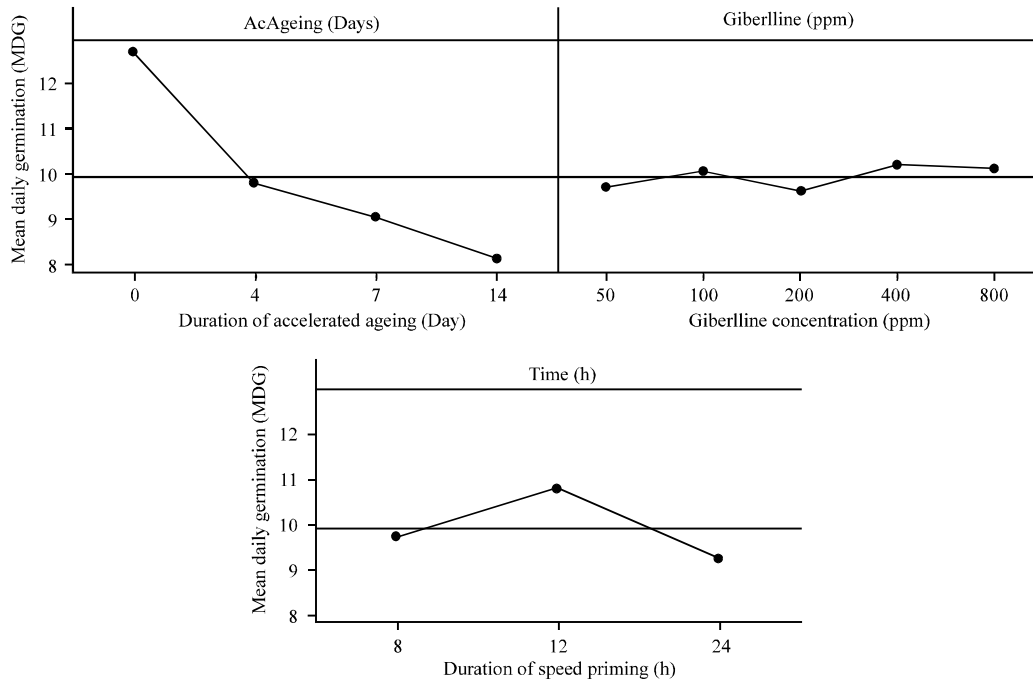 AcAgeing (Days)
Giberlline (ppm)
Mean daily germination (MDG)
12
11
10
9
8
0 4 7 14
50 100 200 400 800
Duration of accelerated ageing (Day)
Giberlline concentration (ppm)
Time (h)
Mean daily germination (MDG)
12
11
10
9
8
8 12 24
Duration of speed priming (h)